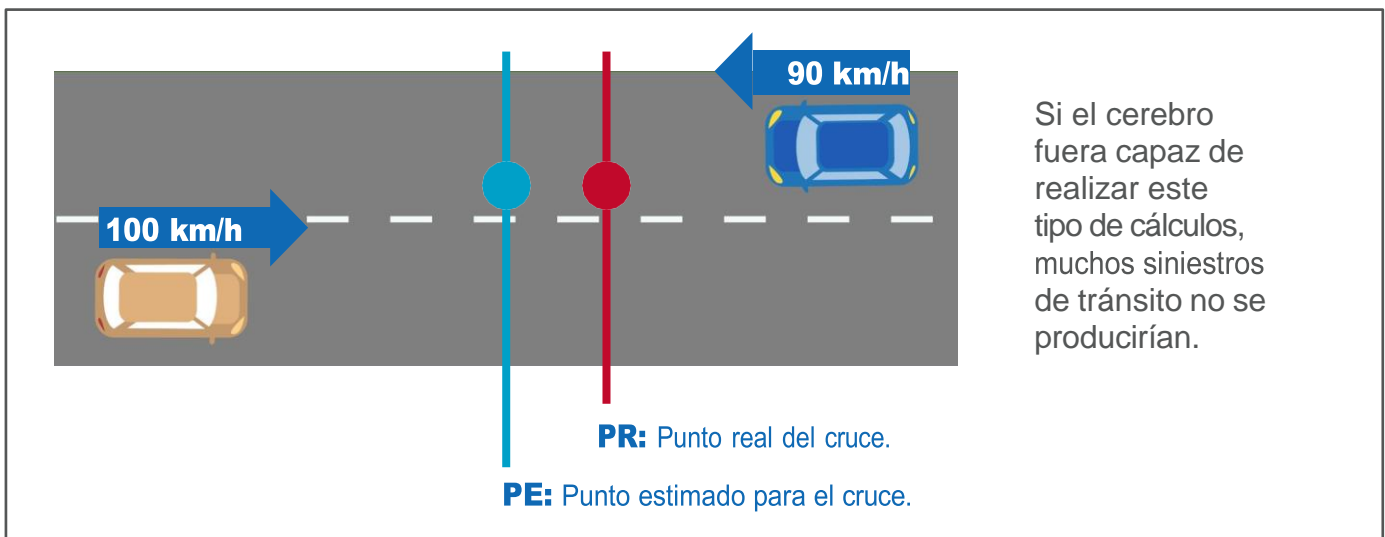 90 km/h
100 km/h
Si el cerebro
fuera capaz de
realizar este
tipo de cálculos,
muchos siniestros
de tránsito no se
producirían.
PR: Punto real del cruce.
PE: Punto estimado para el cruce.